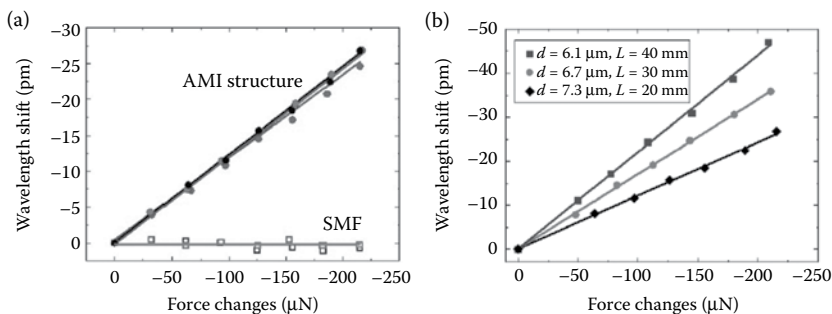 (a)
-30
-25
-20
-15
-10
-5
0
Wavelength shift (pm)
AMI structure
SMF
0 -50 -100 -150 -200 -250
Force changes (μN)
(b)
-50
-40
-30
-20
-10
0
Wavelength shift (pm)
d = 6.1 μm, L = 40 mm
d = 6.7 μm, L = 30 mm
d = 7.3 μm, L = 20 mm
0 -50 -100 -150 -200 -250
Force changes (μN)